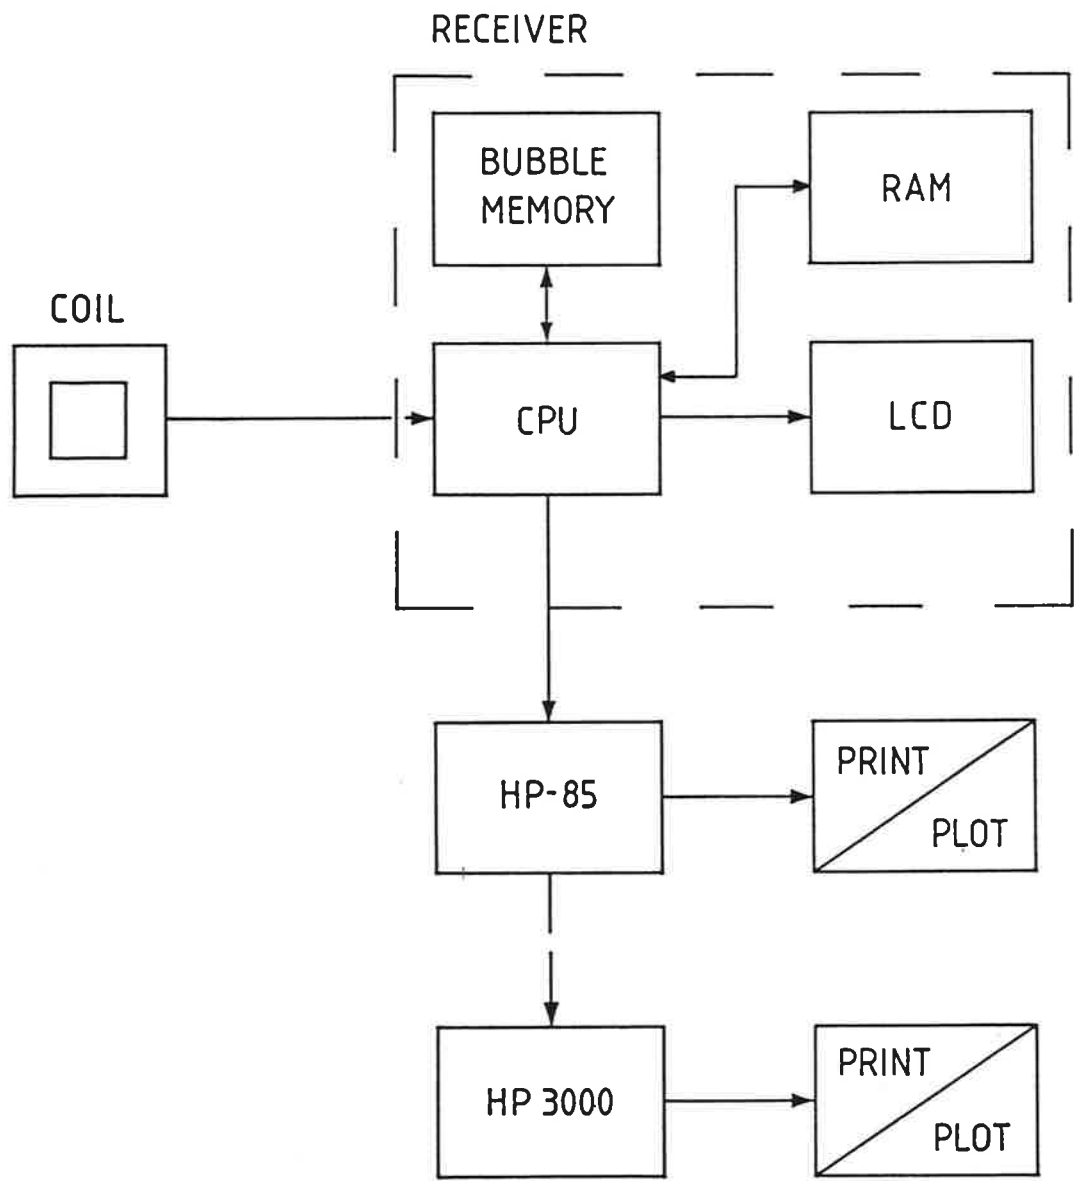 RECEIVER
BUBBLE
MEMORY
RAM
COIL
CPU
LCD
HP-85
PRINT
PLOT
HP 3000
PRINT
PLOT